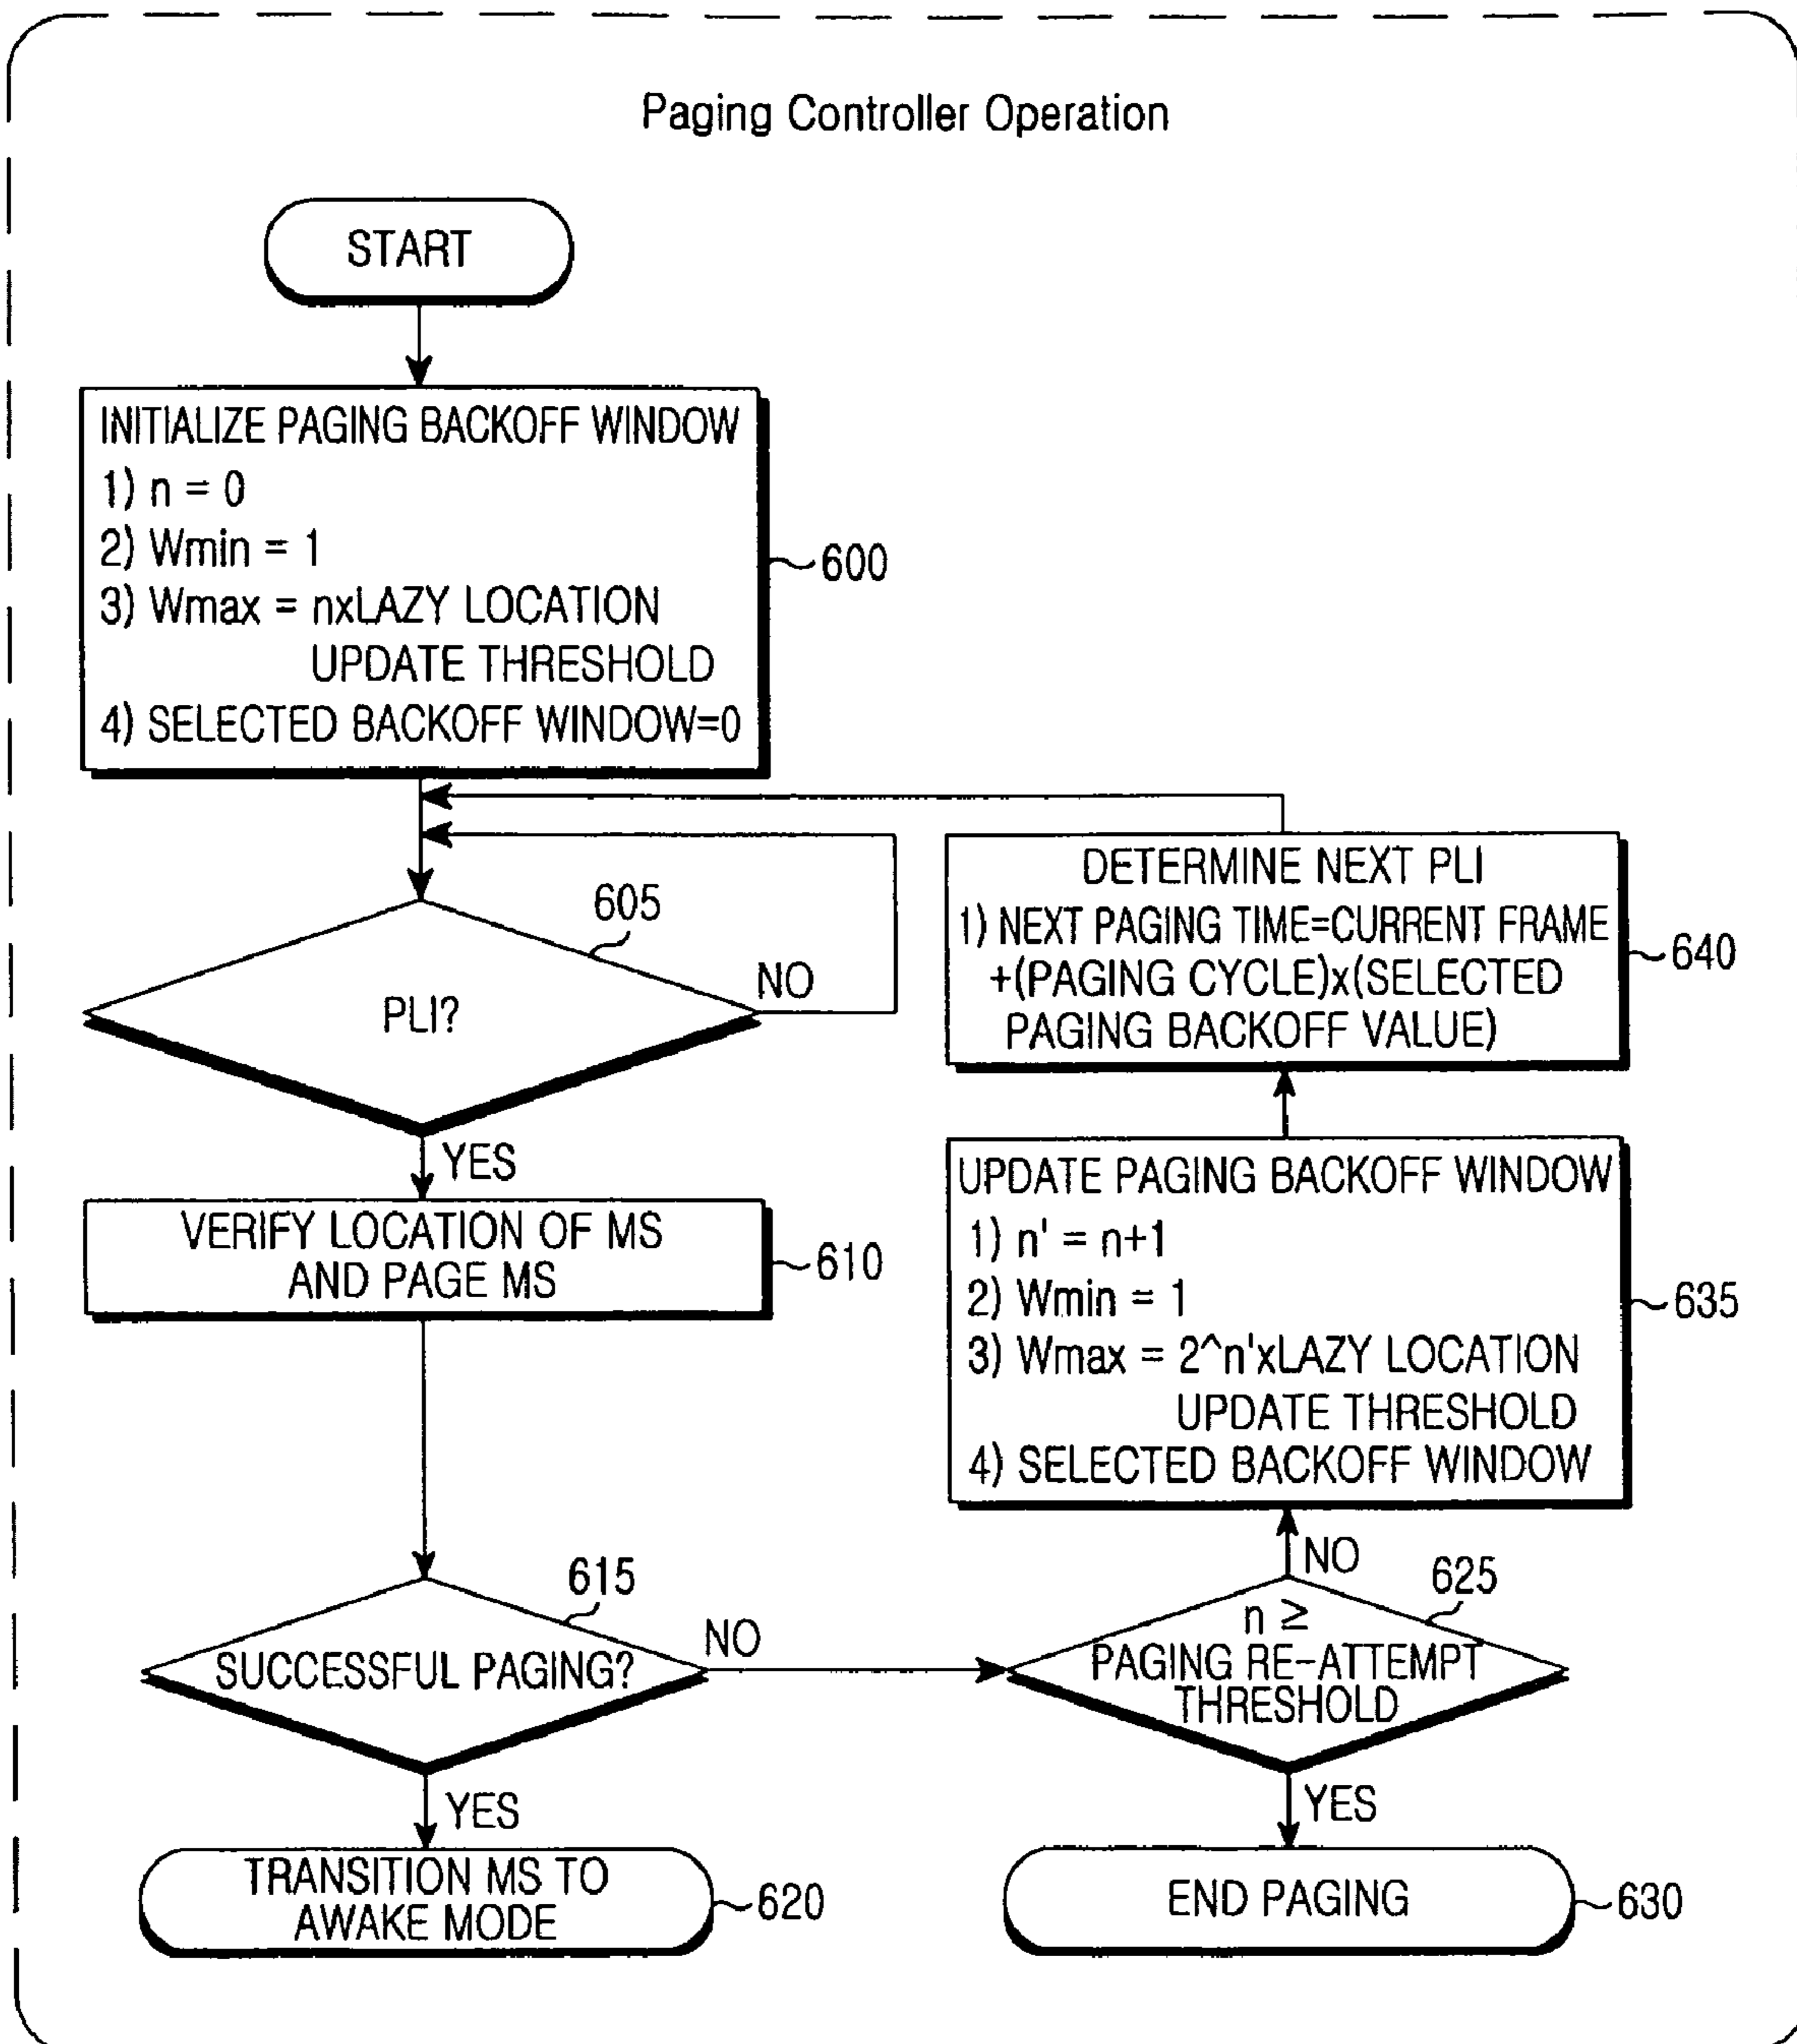 Paging Controller Operation
START
INITIALIZE PAGING BACKOFF WINDOW
1) n = 0
2) Wmin = 1
3) Wmax = nxLAZY LOCATION
UPDATE THRESHOLD
4) SELECTED BACKOFF WINDOW=0
600
605
PLI?
NO
YES
VERIFY LOCATION OF MS
AND PAGE MS
610
615
SUCCESSFUL PAGING?
NO
YES
TRANSITION MS TO
AWAKE MODE
620
DETERMINE NEXT PLI
1) NEXT PAGING TIME=CURRENT FRAME
+(PAGING CYCLE)x(SELECTED
PAGING BACKOFF VALUE)
640
UPDATE PAGING BACKOFF WINDOW
1) n' = n+1
2) Wmin = 1
3) Wmax = 2^n'xLAZY LOCATION
UPDATE THRESHOLD
4) SELECTED BACKOFF WINDOW
635
NO
625
n ≥
PAGING RE-ATTEMPT
THRESHOLD
YES
END PAGING
630